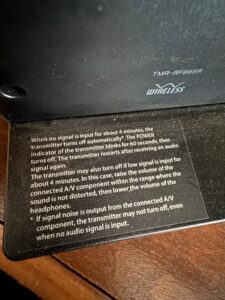 TMR-RF985R
WIRELESS
When no signal is input for about 4 minutes, the
transmitter turns off automatically*. The POWER
indicator of the transmitter blinks for 60 seconds, then
turns off. The transmitter restarts after receiving an audio
signal again.
The transmitter may also turn off if low signal is input for
about 4 minutes. In this case, raise the volume of the
connected A/V component within the range where the
sound is not distorted, then lower the volume of the
headphones.
* If signal noise is output from the connected A/V
component, the transmitter may not turn off, even
when no audio signal is input.